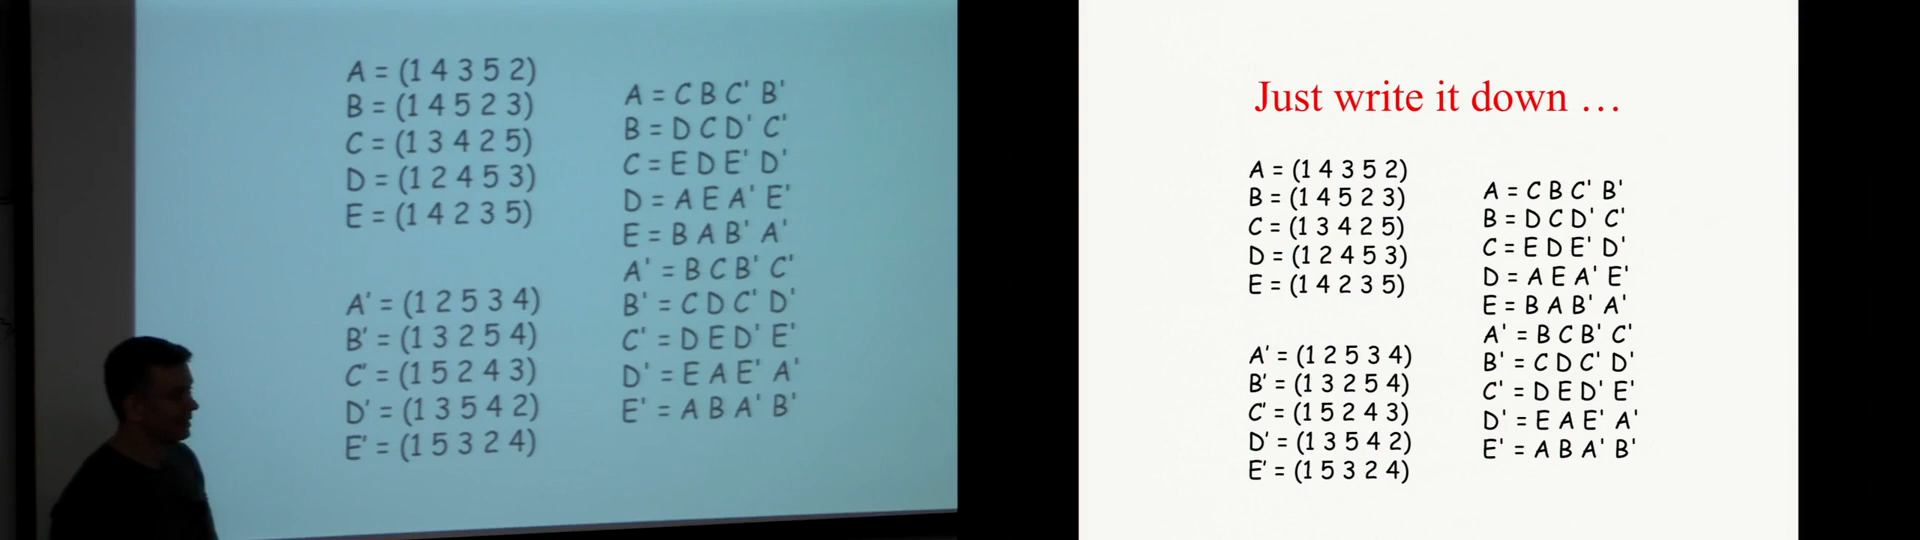 A = (1 4 3 5 2)
B = (1 4 5 2 3)
C = (1 3 4 2 5)
D = (1 2 4 5 3)
E = (1 4 2 3 5)
A' = (1 2 5 3 4)
B' = (1 3 2 5 4)
C' = (1 5 2 4 3)
D' = (1 3 5 4 2)
E' = (1 5 3 2 4)
A = C B C' B'
B = D C D' C'
C = E D E' D'
D = A E A' E'
E = B A B' A'
A' = B C B' C'
B' = C D C' D'
C' = D E D' E'
D' = E A E' A'
E' = A B A' B'
Just write it down …
A = (1 4 3 5 2)
B = (1 4 5 2 3)
C = (1 3 4 2 5)
D = (1 2 4 5 3)
E = (1 4 2 3 5)
A' = (1 2 5 3 4)
B' = (1 3 2 5 4)
C' = (1 5 2 4 3)
D' = (1 3 5 4 2)
E' = (1 5 3 2 4)
A = C B C' B'
B = D C D' C'
C = E D E' D'
D = A E A' E'
E = B A B' A'
A' = B C B' C'
B' = C D C' D'
C' = D E D' E'
D' = E A E' A'
E' = A B A' B'